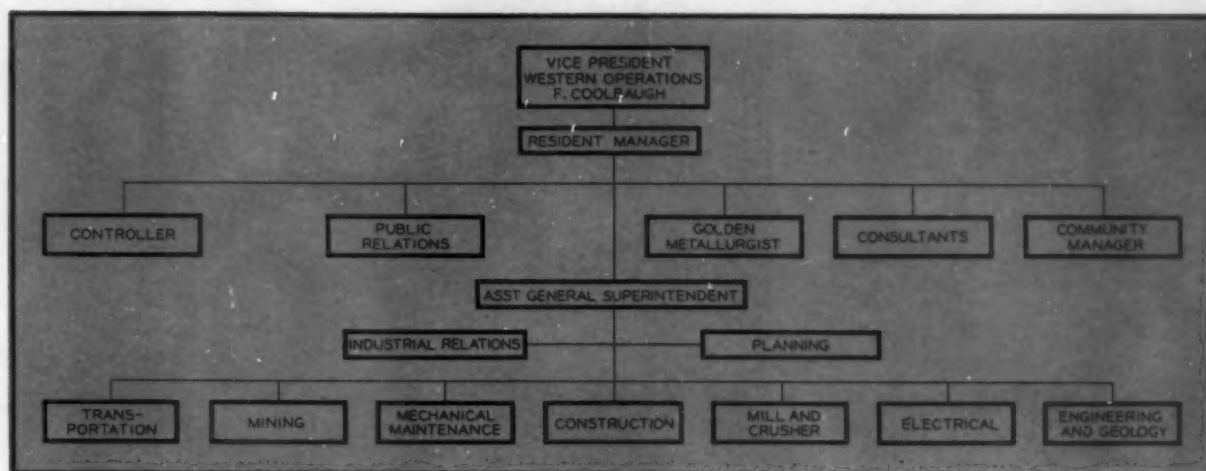 VICE PRESIDENT
WESTERN OPERATIONS
F. COOLBAUGH
RESIDENT MANAGER
CONTROLLER
PUBLIC
RELATIONS
GOLDEN
METALLURGIST
CONSULTANTS
COMMUNITY
MANAGER
ASST GENERAL SUPERINTENDENT
INDUSTRIAL RELATIONS
PLANNING
TRANS-
PORTATION
MINING
MECHANICAL
MAINTENANCE
CONSTRUCTION
MILL AND
CRUSHER
ELECTRICAL
ENGINEERING
AND GEOLOGY